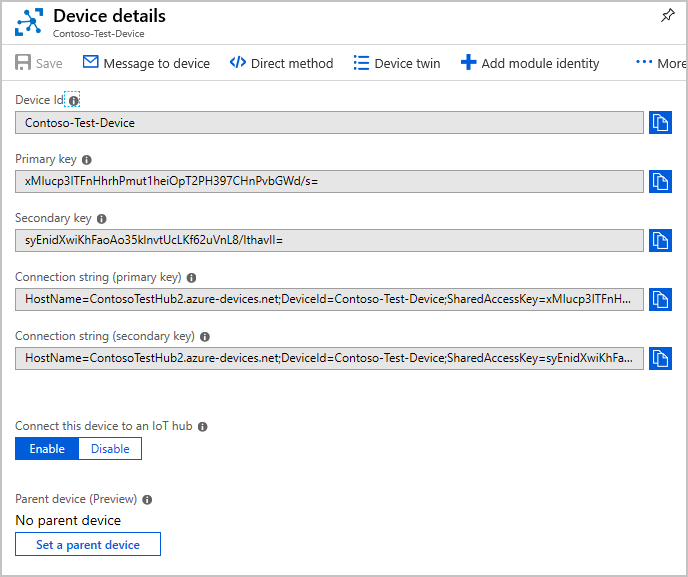 Device details
Contoso-Test-Device
Save
Message to device
Direct method
Device twin
Add module identity
More
Device Id
Contoso-Test-Device
Primary key
xMIucp3ITFnHhrhPmut1heiOpT2PH397CHnPvbGWd/s=
Secondary key
syEnidXwiKhFaoAo35kInvtUcLKf62uVnL8/IthavII=
Connection string (primary key)
HostName=ContosoTestHub2.azure-devices.net;DeviceId=Contoso-Test-Device;SharedAccessKey=xMIucp3ITFnH...
Connection string (secondary key)
HostName=ContosoTestHub2.azure-devices.net;DeviceId=Contoso-Test-Device;SharedAccessKey=syEnidXwiKhFa...
Connect this device to an IoT hub
Enable
Disable
Parent device (Preview)
No parent device
Set a parent device